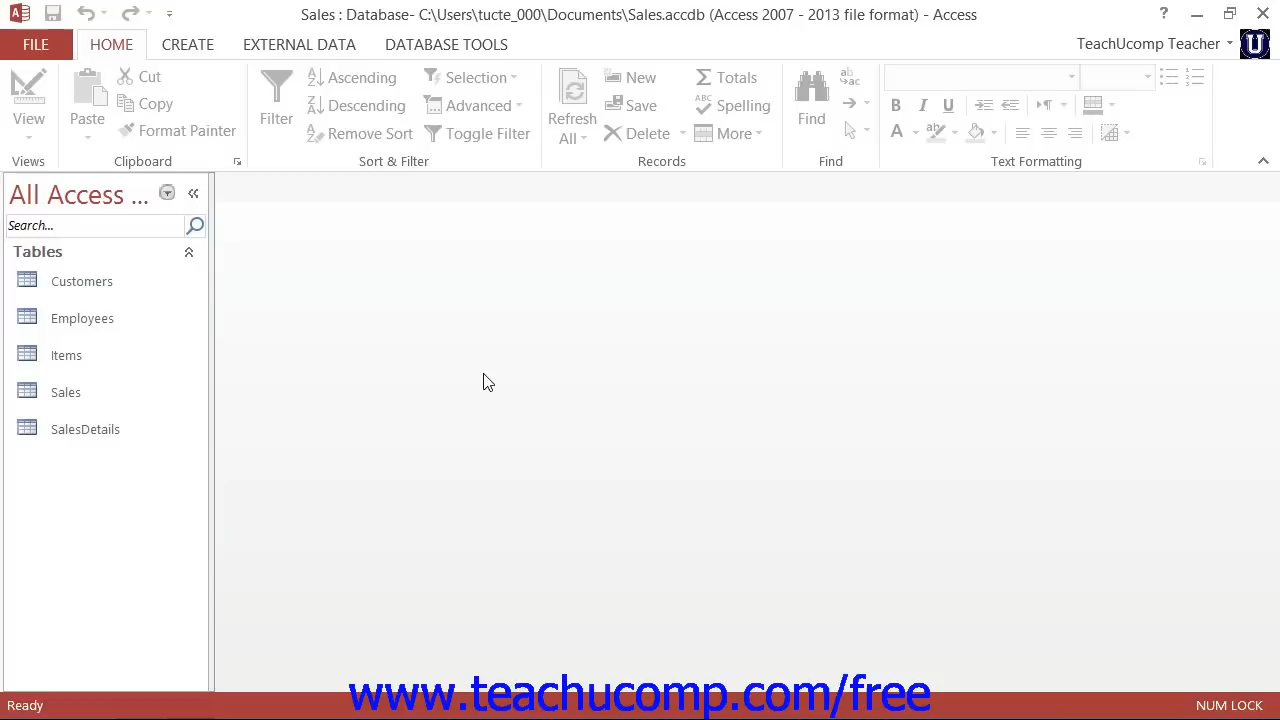 Sales : Database- C:\Users\tucte_000\Documents\Sales.accdb (Access 2007 - 2013 file format) - Access
?
FILE HOME CREATE EXTERNAL DATA DATABASE TOOLS TeachUcomp Teacher
View
Views
Paste
Cut
Copy
Format Painter
Clipboard
Filter
Ascending
Descending
Remove Sort
Selection
Advanced
Toggle Filter
Sort & Filter
Refresh
All
New
Save
Delete
Totals
Spelling
More
Records
Find
Find
B I U
A
Text Formatting
All Access ...
Search...
Tables
Customers
Employees
Items
Sales
SalesDetails
www.teachucomp.com/free
Ready NUM LOCK